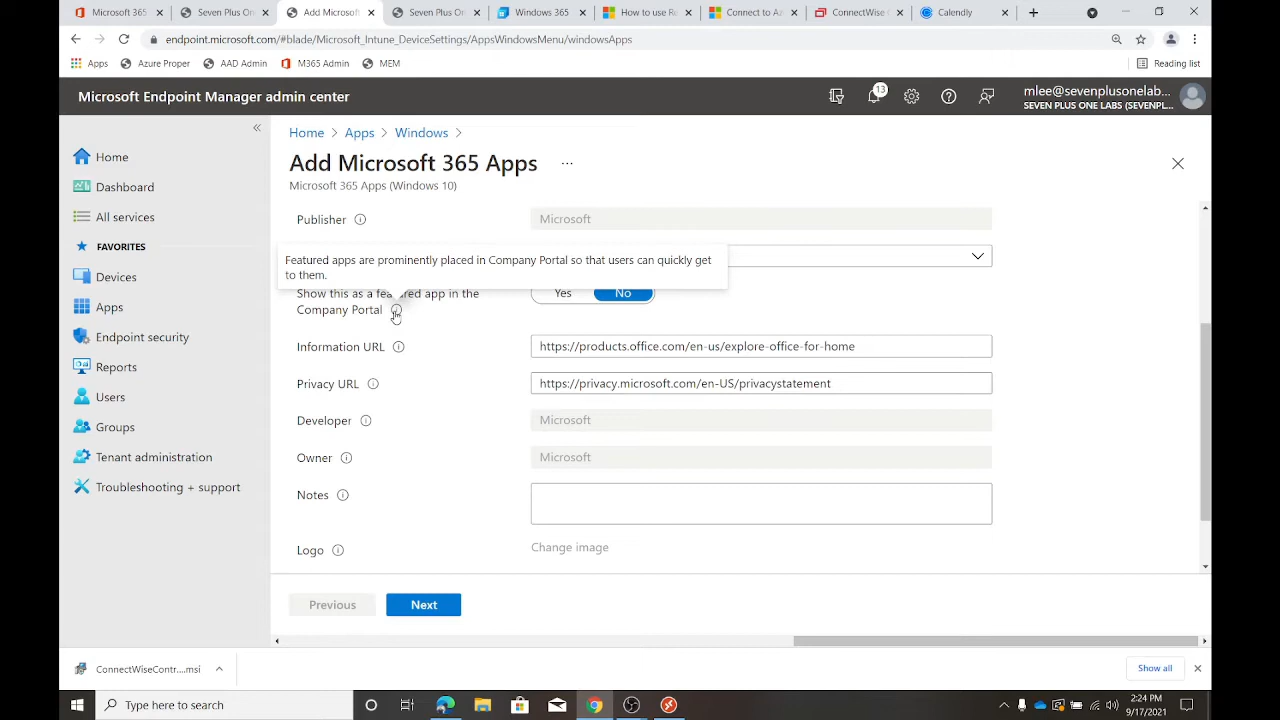 Microsoft 365
Seven Plus On
Add Microsoft
Seven Plus On
Windows 365
How to use Re
Connect to Az
ConnectWise C
Calendly
endpoint.microsoft.com/#blade/Microsoft_Intune_DeviceSettings/AppsWindowsMenu/windowsApps
Apps
Azure Proper
AAD Admin
M365 Admin
MEM
Reading list
Microsoft Endpoint Manager admin center
13
mlee@sevenplusonelab...
SEVEN PLUS ONE LABS (SEVENPL...
Home
Dashboard
All services
FAVORITES
Devices
Apps
Endpoint security
Reports
Users
Groups
Tenant administration
Troubleshooting + support
Home > Apps > Windows >
Add Microsoft 365 Apps ...
Microsoft 365 Apps (Windows 10)
Publisher
Microsoft
Featured apps are prominently placed in Company Portal so that users can quickly get
to them.
Show this as a featured app in the
Company Portal
Yes
No
Information URL
https://products.office.com/en-us/explore-office-for-home
Privacy URL
https://privacy.microsoft.com/en-US/privacystatement
Developer
Microsoft
Owner
Microsoft
Notes
Logo
Change image
Previous
Next
ConnectWiseContr....msi
Show all
Type here to search
2:24 PM
9/17/2021